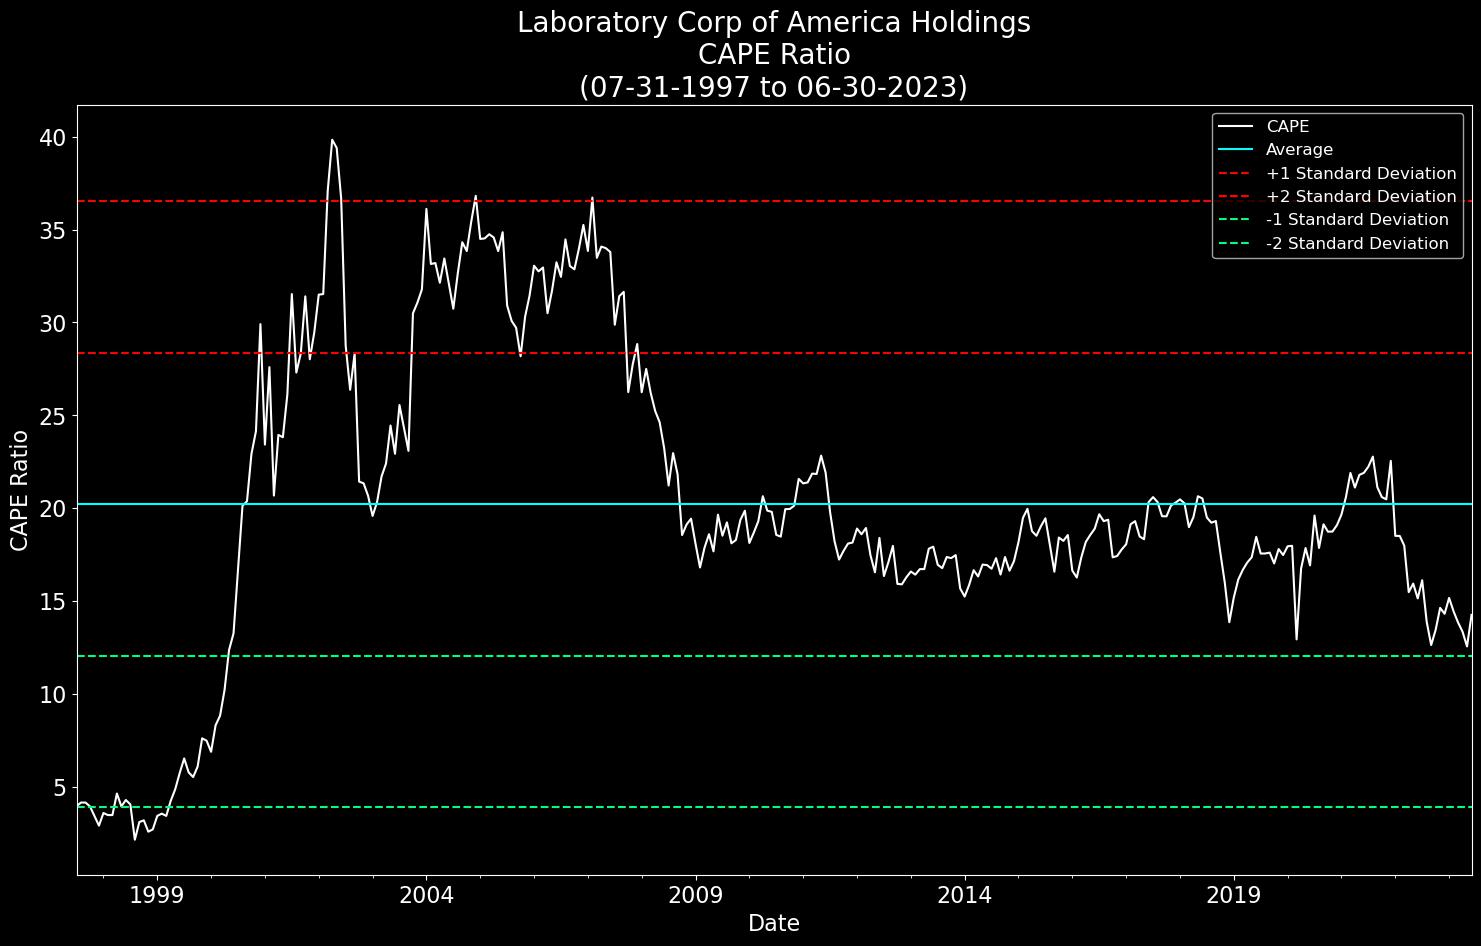 Laboratory Corp of America Holdings
CAPE Ratio
(07-31-1997 to 06-30-2023)
CAPE
Average
+1 Standard Deviation
+2 Standard Deviation
-1 Standard Deviation
-2 Standard Deviation
CAPE Ratio
40
35
30
25
20
15
10
5
1999 2004 2009 2014 2019
Date